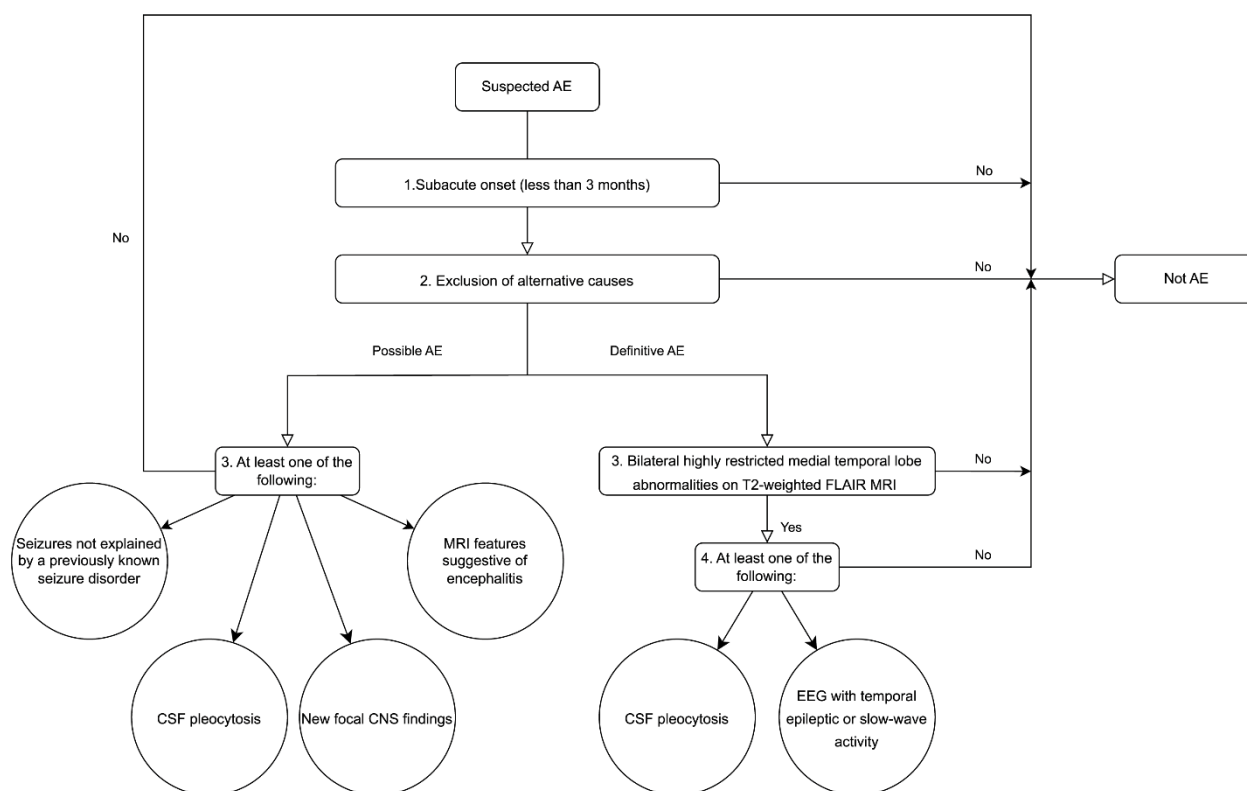 Suspected AE
1.Subacute onset (less than 3 months)
No
No
2. Exclusion of alternative causes
No
Not AE
Possible AE
Definitive AE
3. At least one of the
following:
3. Bilateral highly restricted medial temporal lobe
abnormalities on T2-weighted FLAIR MRI
No
Yes
Seizures not explained
by a previously known
seizure disorder
MRI features
suggestive of
encephalitis
4. At least one of the
following:
No
CSF pleocytosis
New focal CNS findings
CSF pleocytosis
EEG with temporal
epileptic or slow-wave
activity